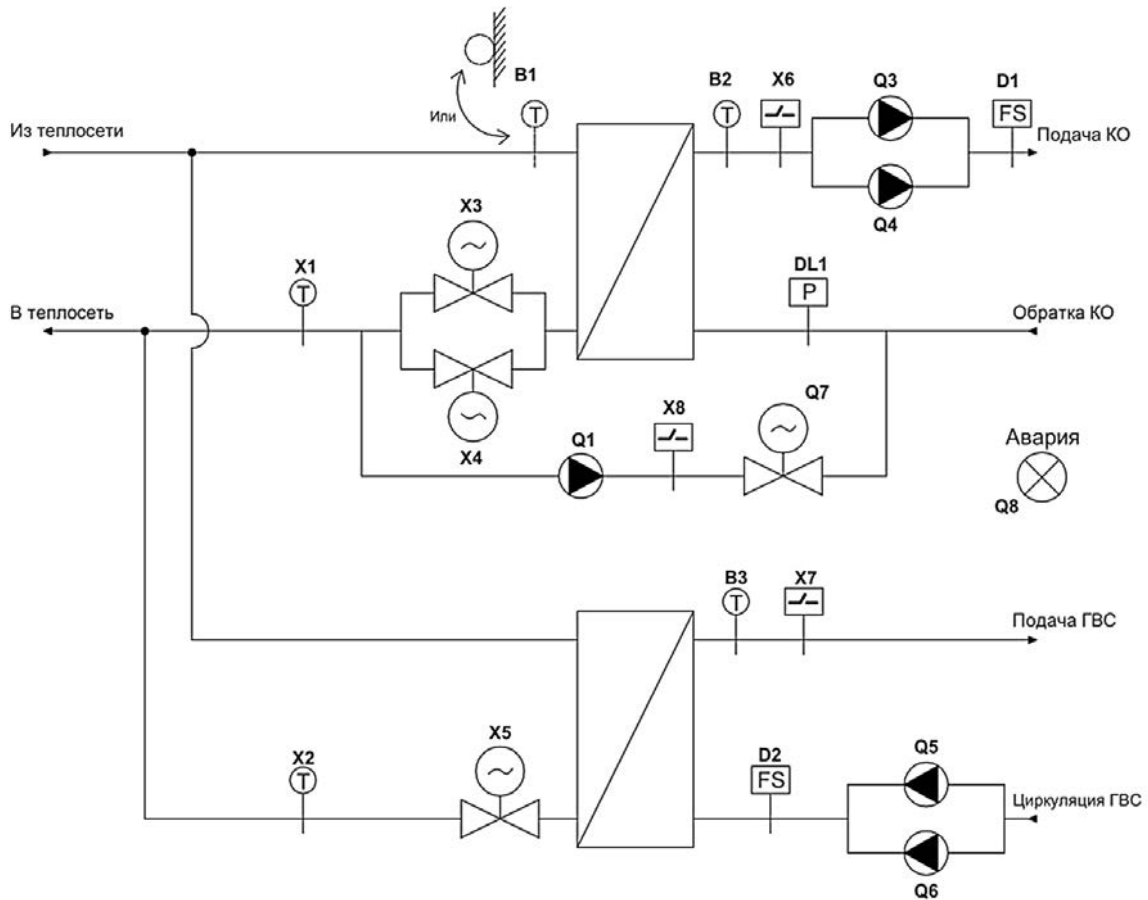 B1
B2
X6
Q3
D1
Или
T
T
FS
Из теплосети
Подача КО
X3
Q4
X1
DL1
T
P
В теплосеть
Обратка КО
X4
Q1
X8
Q7
Авария
Q8
B3
X7
T
Подача ГВС
X2
X5
D2
Q5
T
FS
Циркуляция ГВС
Q6